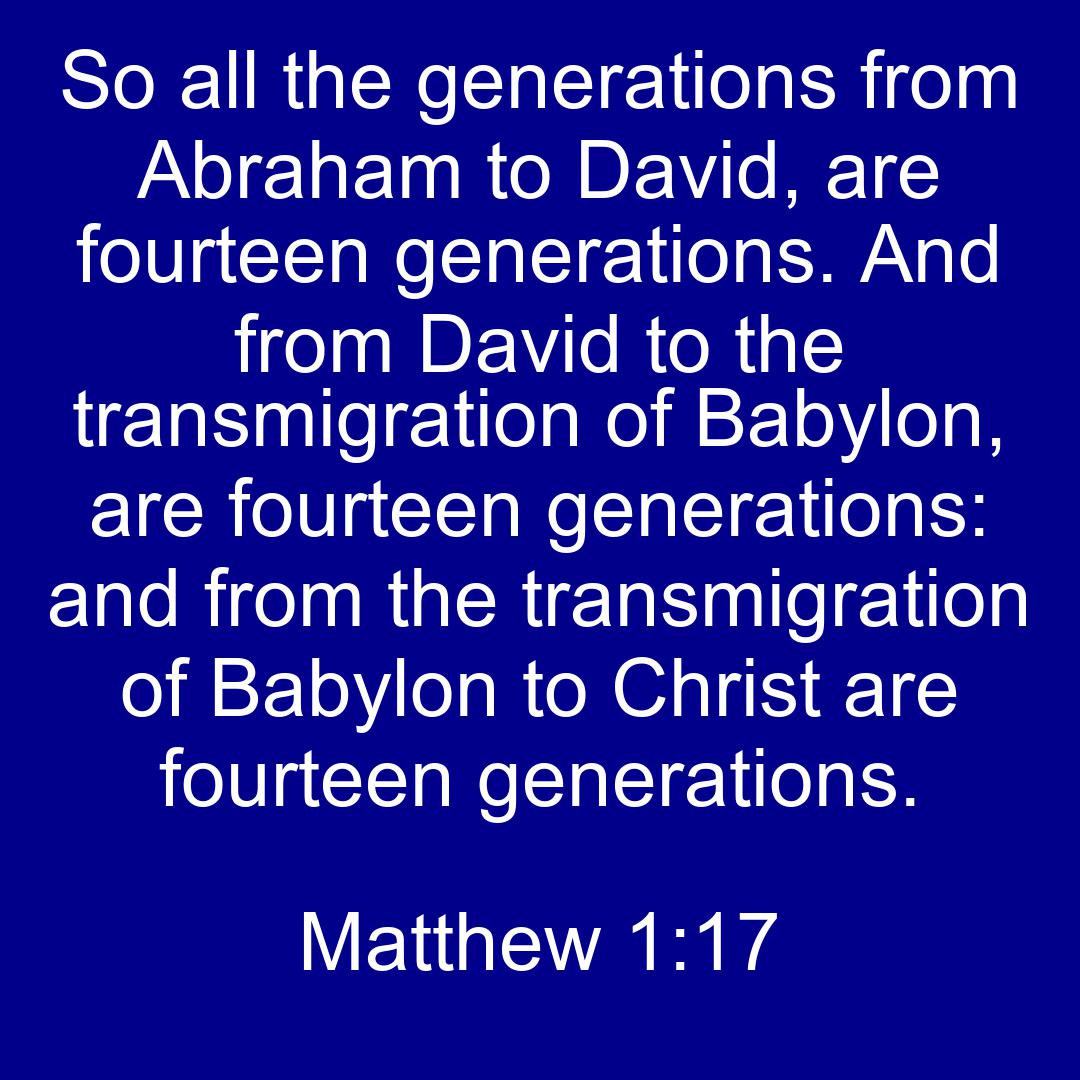 So all the generations from
Abraham to David, are
fourteen generations. And
from David to the
transmigration of Babylon,
are fourteen generations:
and from the transmigration
of Babylon to Christ are
fourteen generations.
Matthew 1:17